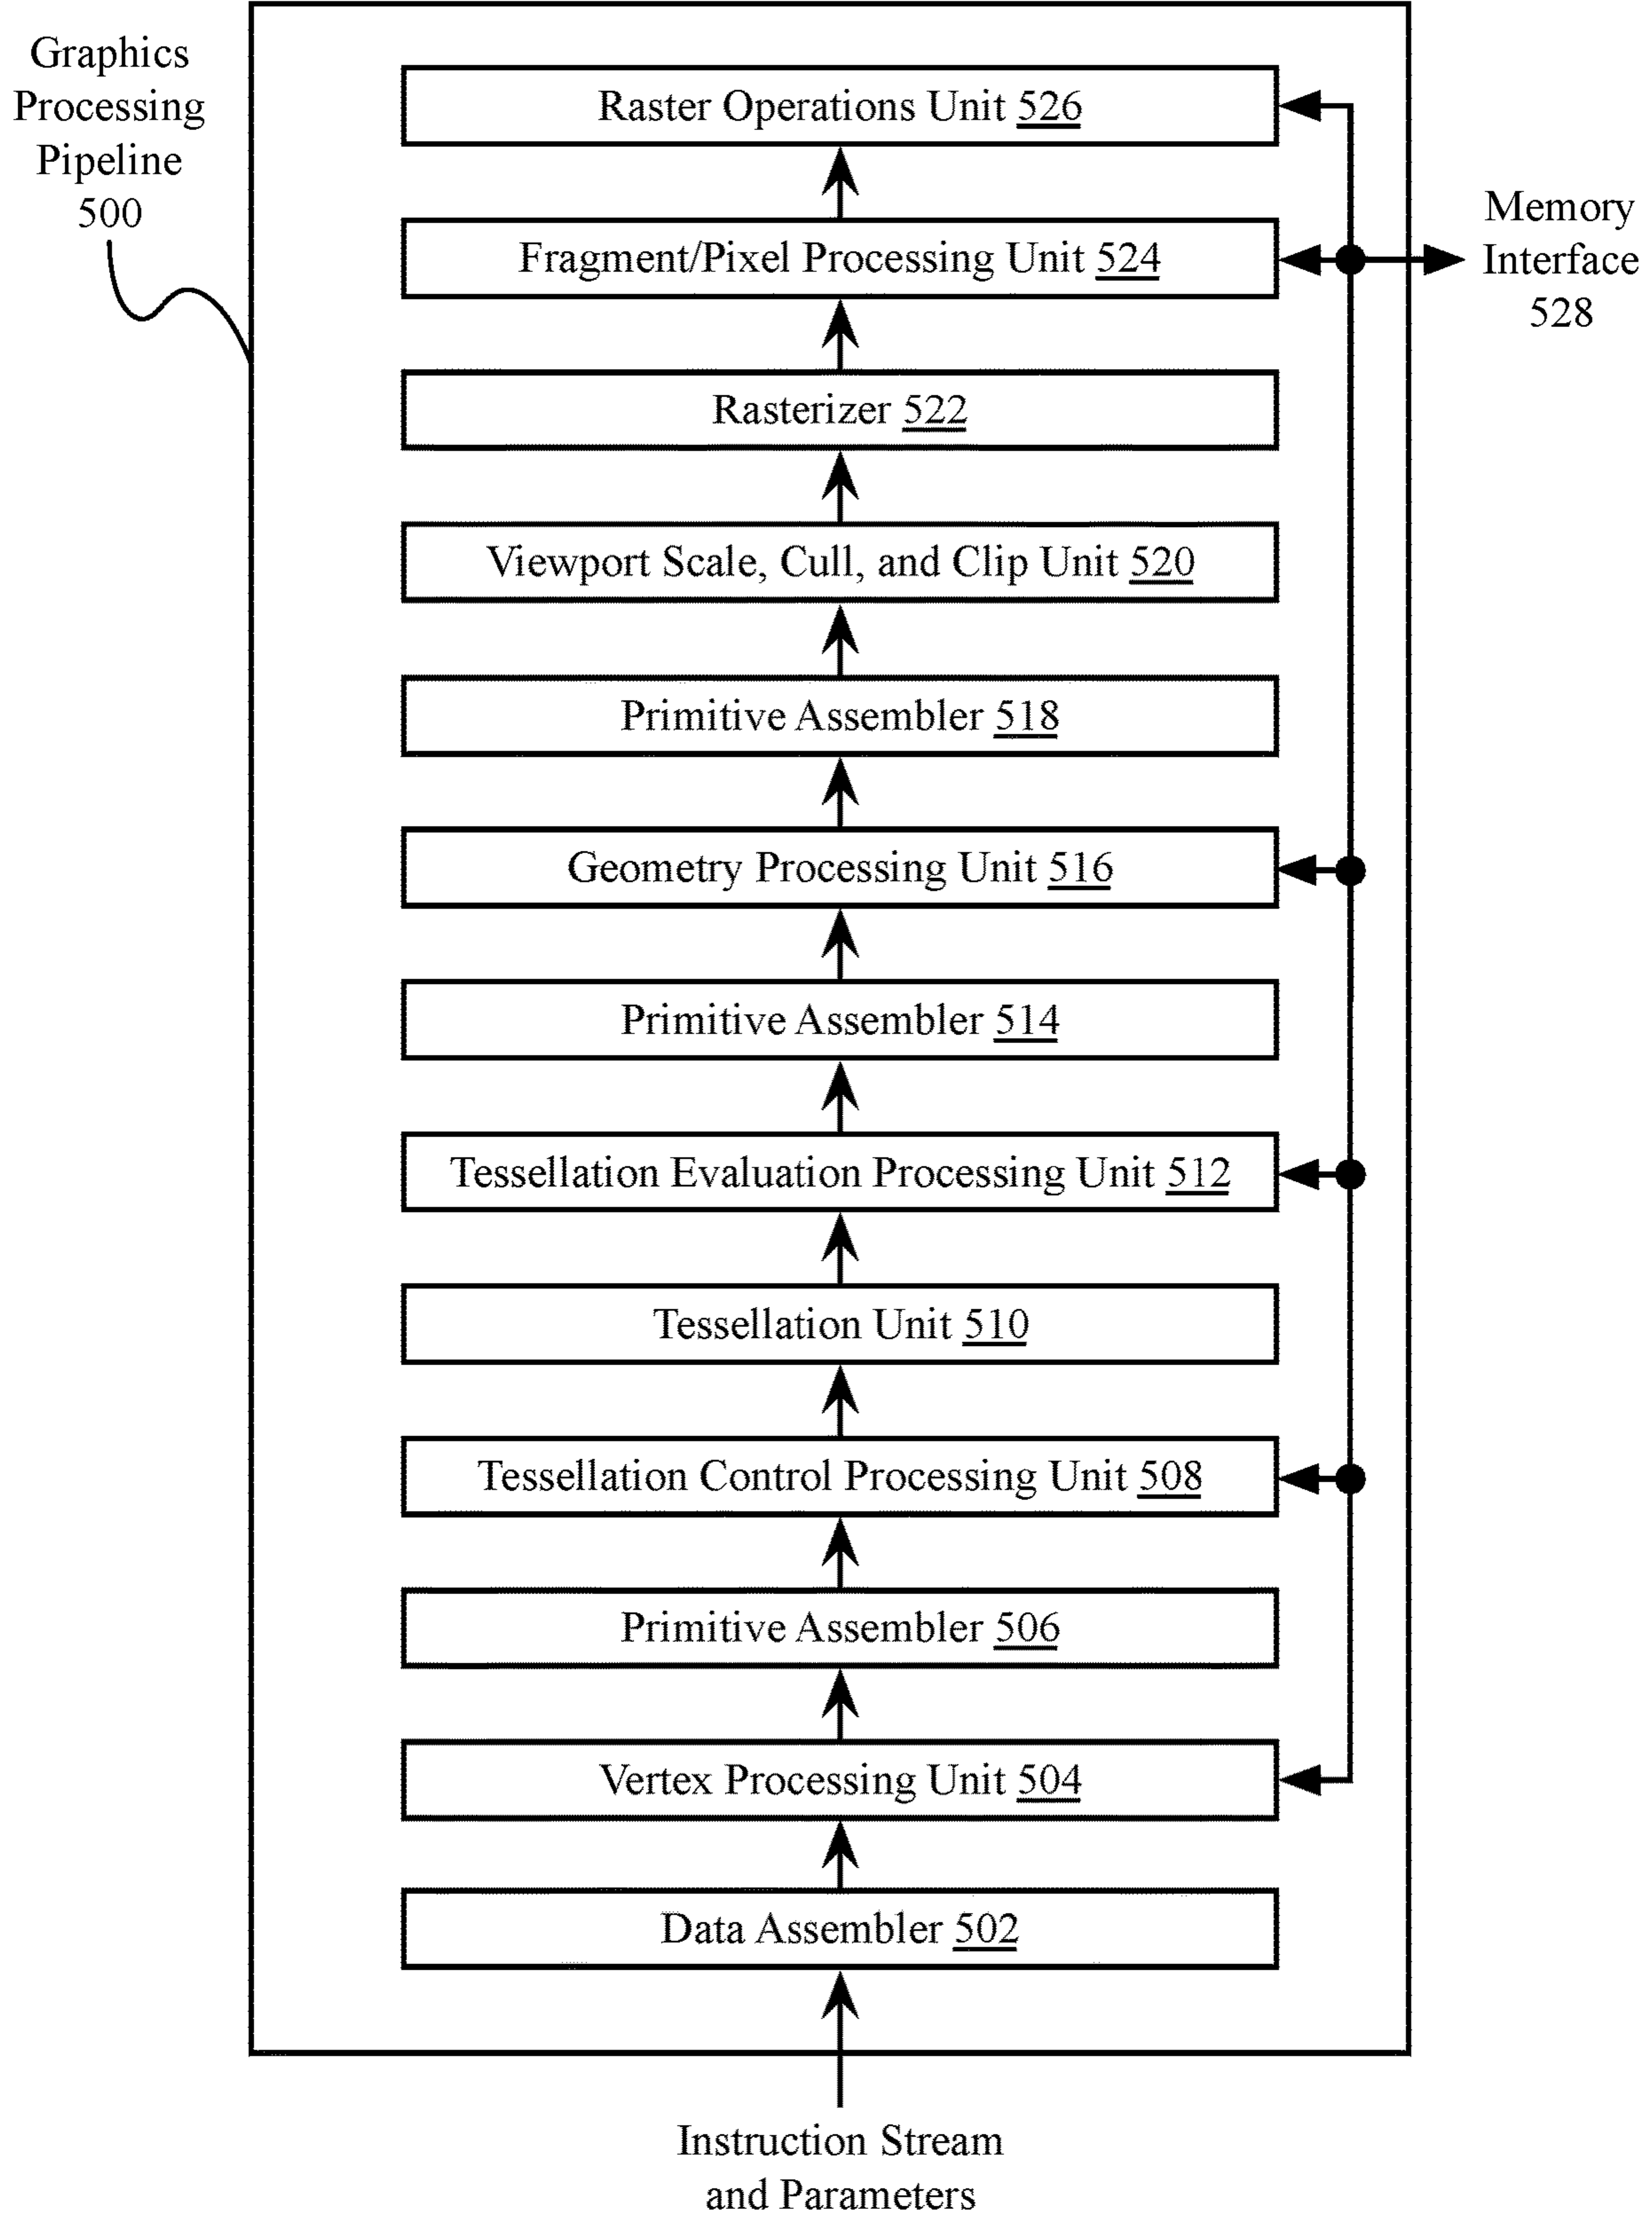 Graphics
Processing
Pipeline
500
Raster Operations Unit 526
Fragment/Pixel Processing Unit 524
Memory
Interface
528
Rasterizer 522
Viewport Scale, Cull, and Clip Unit 520
Primitive Assembler 518
Geometry Processing Unit 516
Primitive Assembler 514
Tessellation Evaluation Processing Unit 512
Tessellation Unit 510
Tessellation Control Processing Unit 508
Primitive Assembler 506
Vertex Processing Unit 504
Data Assembler 502
Instruction Stream
and Parameters